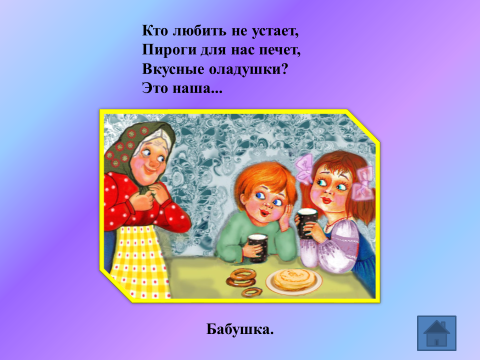 Кто любить не устает,
Пироги для нас печет,
Вкусные оладушки?
Это наша...
Бабушка.